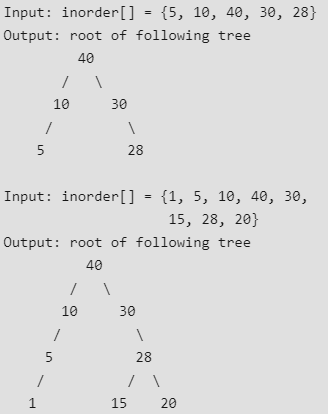 Input: inorder[] = {5, 10, 40, 30, 28}
Output: root of following tree
40
/ \
10 30
/ \
5 28
Input: inorder[] = {1, 5, 10, 40, 30,
15, 28, 20}
Output: root of following tree
40
/ \
10 30
/ \
5 28
/ / \
1 15 20